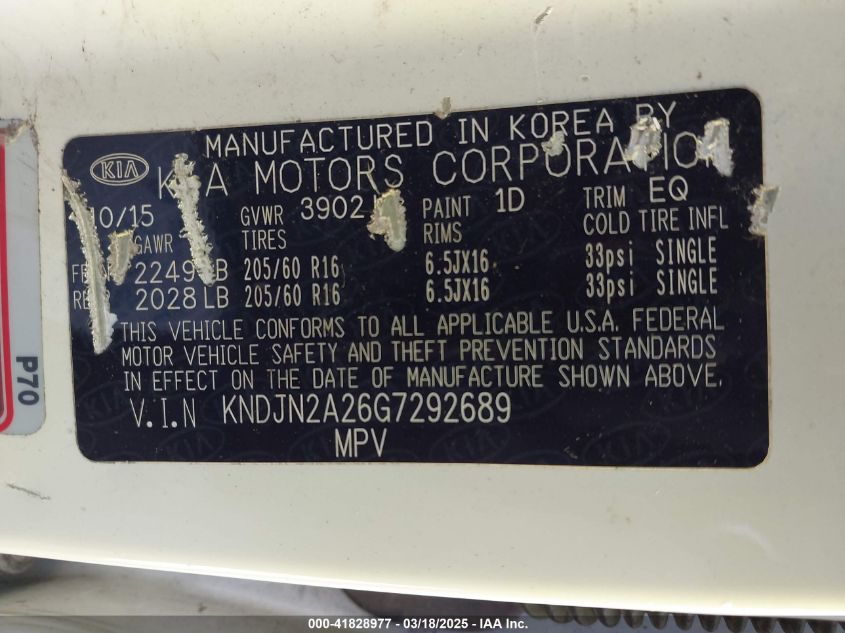 MANUFACTURED IN KOREA BY
KIA
KIA MOTORS CORPORATION
10/15 GVWR 3902 PAINT 1D TRIM EQ
GAWR TIRES RIMS COLD TIRE INFL
2249 LB 205/60 R16 6.5JX16 33psi SINGLE
2028 LB 205/60 R16 6.5JX16 33psi SINGLE
THIS VEHICLE CONFORMS TO ALL APPLICABLE U.S.A. FEDERAL
MOTOR VEHICLE SAFETY AND THEFT PREVENTION STANDARDS
IN EFFECT ON THE DATE OF MANUFACTURE SHOWN ABOVE.
V.I.N KNDJN2A26G7292689
MPV
P70
000-41828977 - 03/18/2025 - IAA Inc.